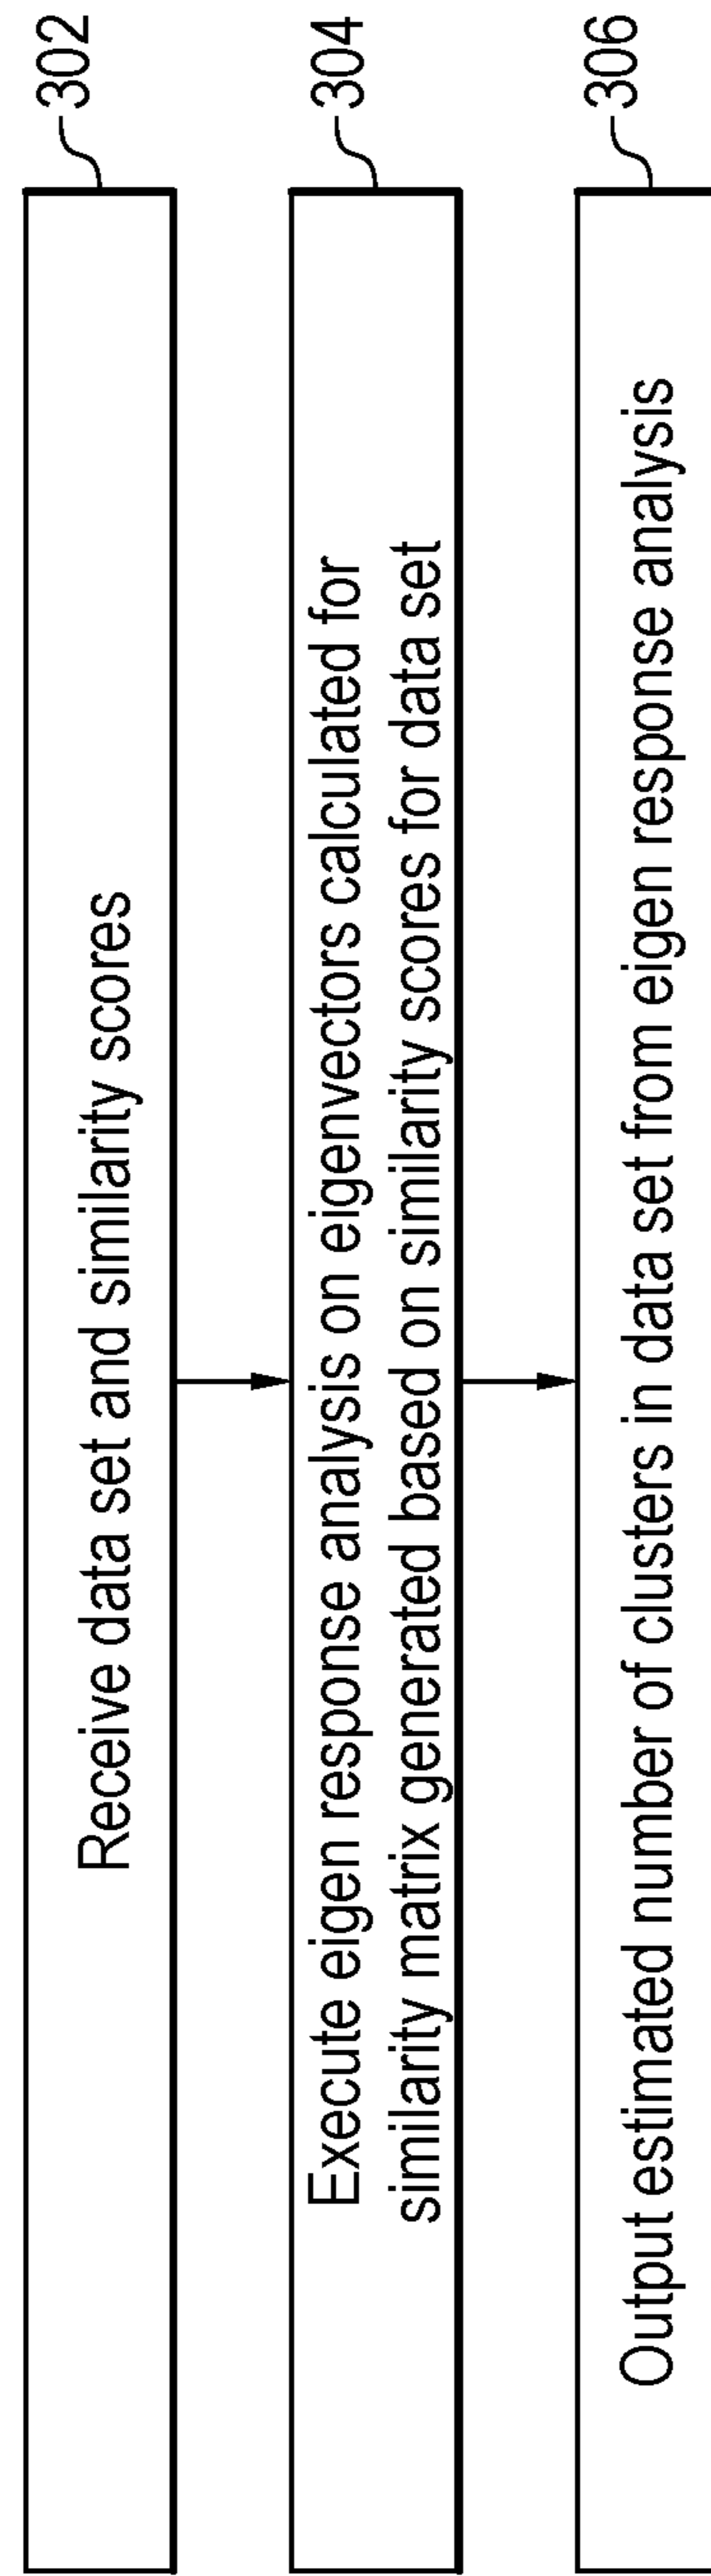 302
Receive data set and similarity scores
304
Execute eigen response analysis on eigenvectors calculated for
similarity matrix generated based on similarity scores for data set
306
Output estimated number of clusters in data set from eigen response analysis